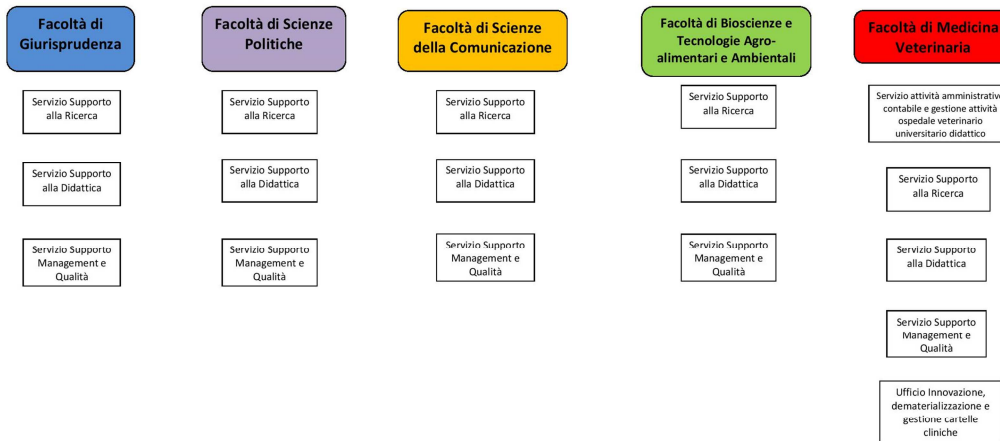 Facoltà di
Giurisprudenza
Servizio Supporto
alla Ricerca
Servizio Supporto
alla Didattica
Servizio Supporto
Management e
Qualità
Facoltà di Scienze
Politiche
Servizio Supporto
alla Ricerca
Servizio Supporto
alla Didattica
Servizio Supporto
Management e
Qualità
Facoltà di Scienze
della Comunicazione
Servizio Supporto
alla Ricerca
Servizio Supporto
alla Didattica
Servizio Supporto
Management e
Qualità
Facoltà di Bioscienze e
Tecnologie Agro-
alimentari e Ambientali
Servizio Supporto
alla Ricerca
Servizio Supporto
alla Didattica
Servizio Supporto
Management e
Qualità
Facoltà di Medicina
Veterinaria
Servizio attività amministrativo
contabile e gestione attività
ospedale veterinario
universitario didattico
Servizio Supporto
alla Ricerca
Servizio Supporto
alla Didattica
Servizio Supporto
Management e
Qualità
Ufficio Innovazione,
dematerializzazione e
gestione cartelle
cliniche